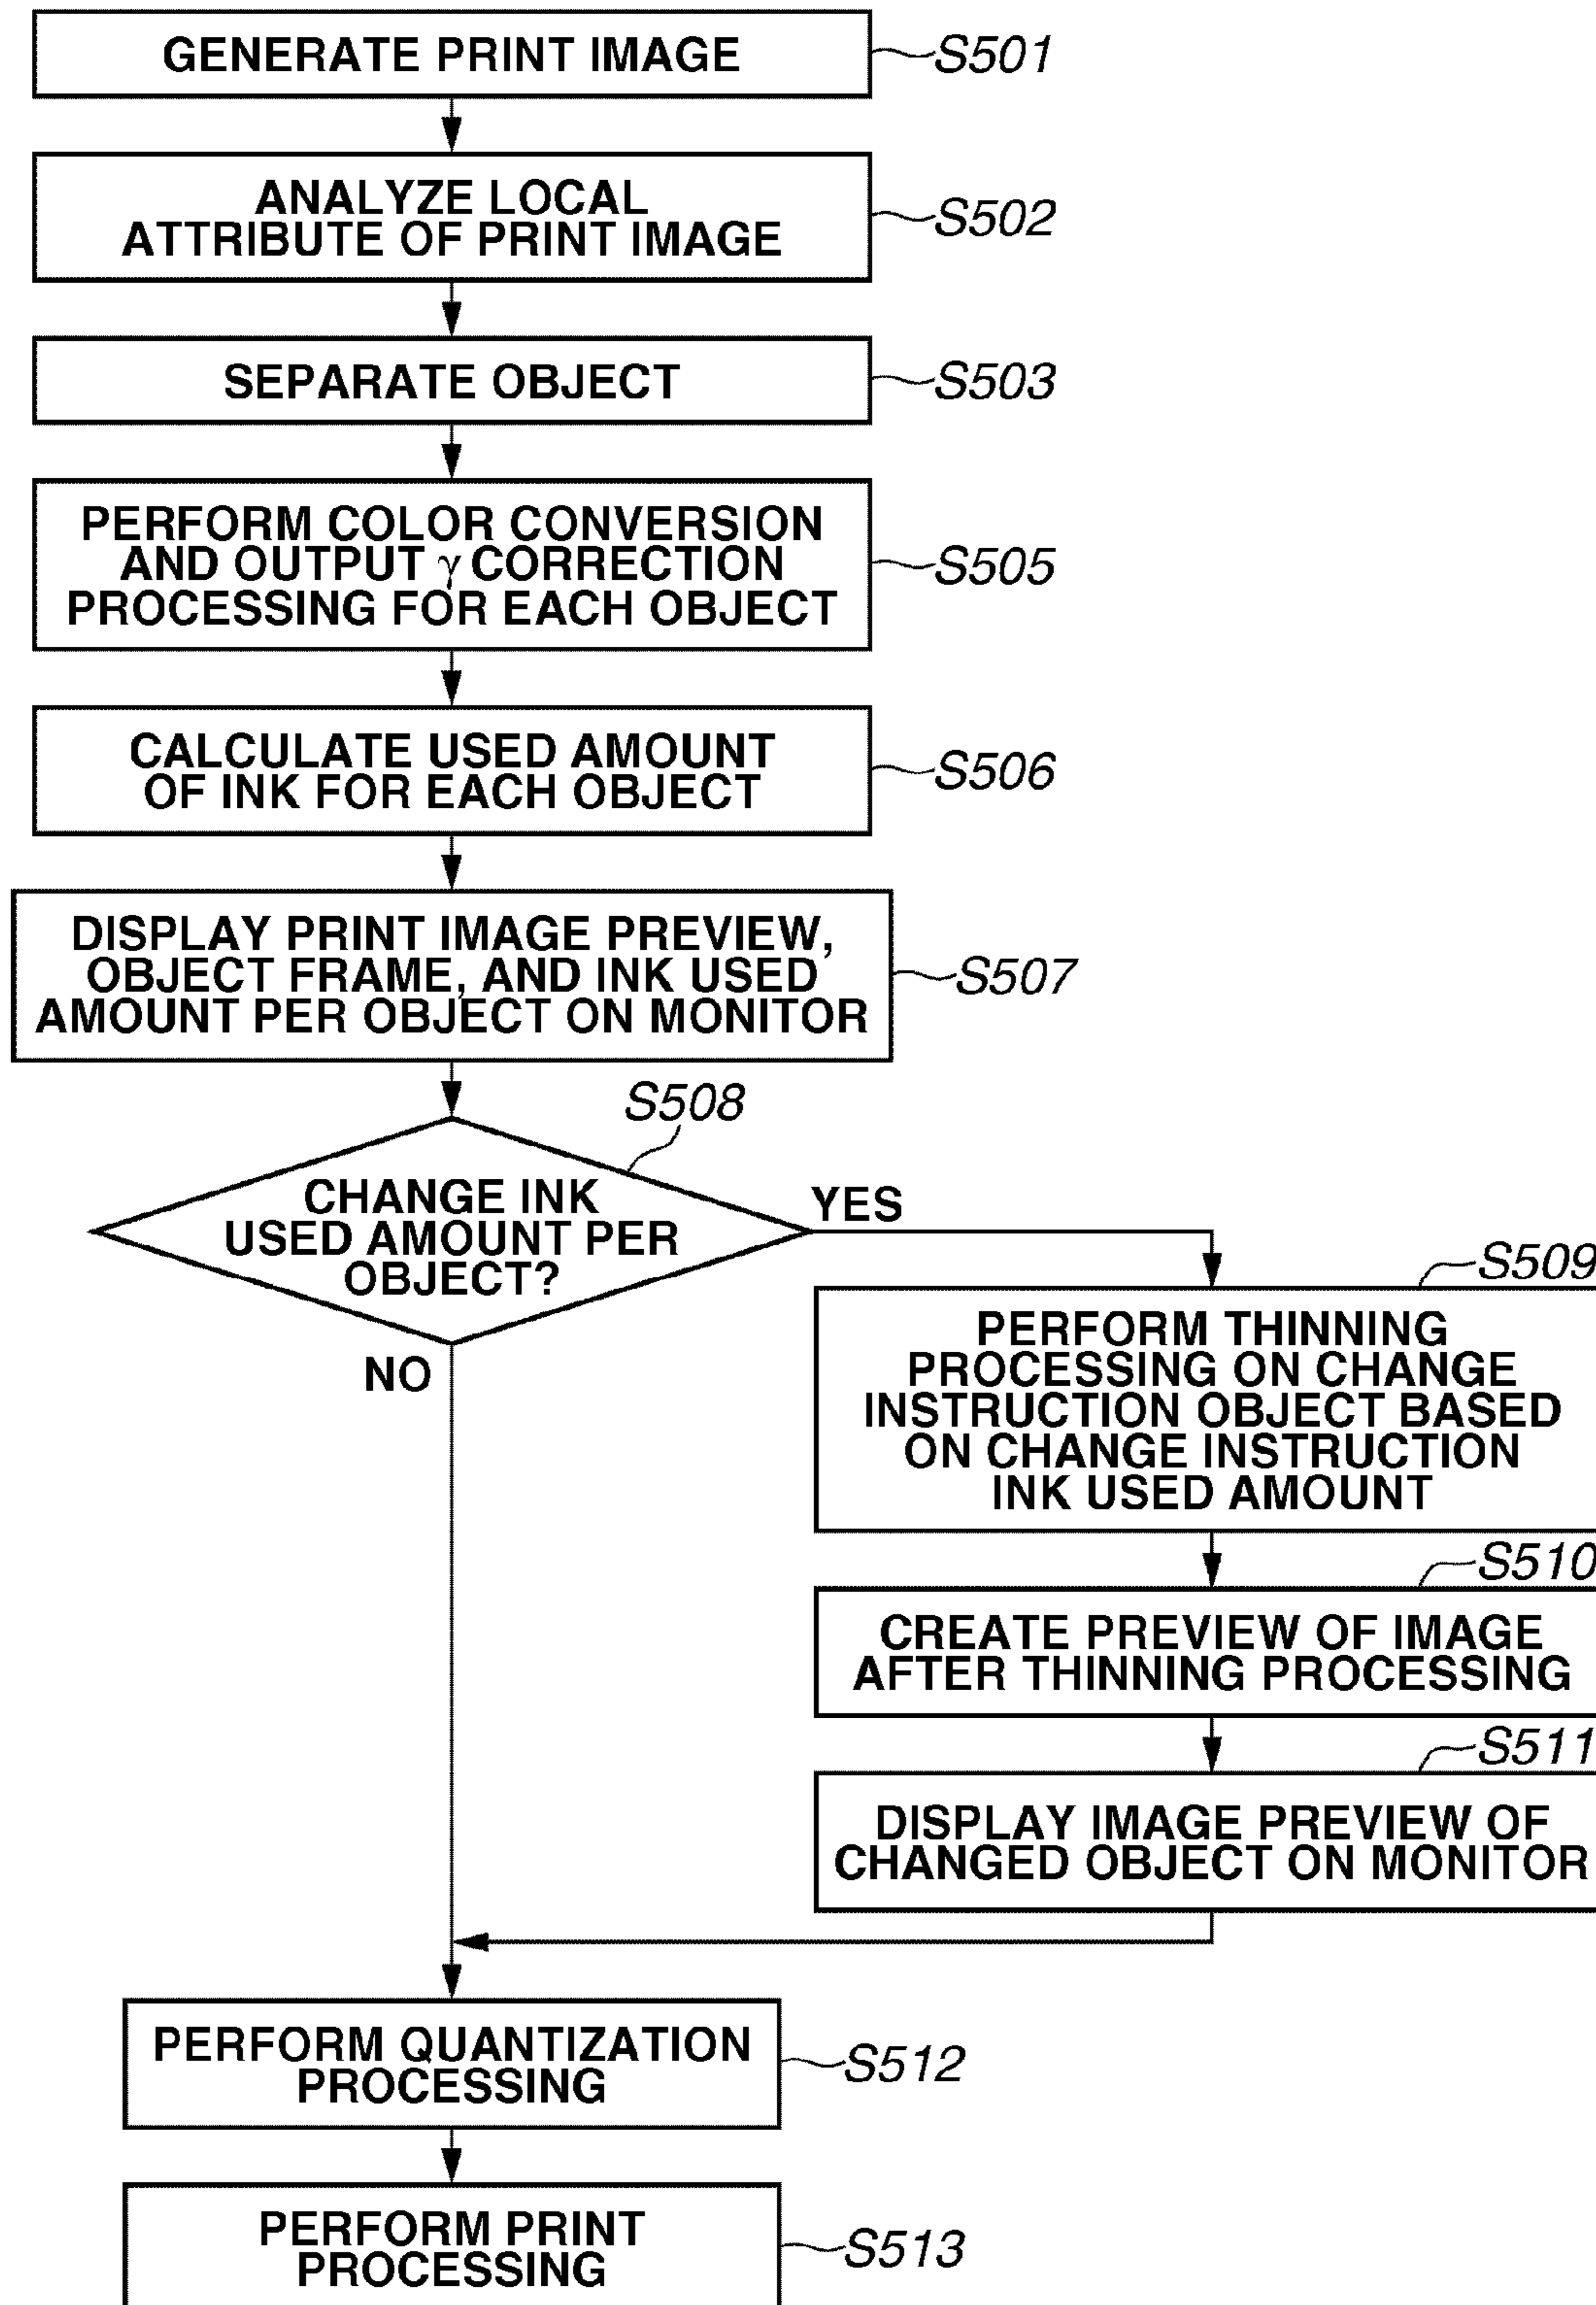 GENERATE PRINT IMAGE
S501
ANALYZE LOCAL
ATTRIBUTE OF PRINT IMAGE
S502
SEPARATE OBJECT
S503
PERFORM COLOR CONVERSION
AND OUTPUT γ CORRECTION
PROCESSING FOR EACH OBJECT
S505
CALCULATE USED AMOUNT
OF INK FOR EACH OBJECT
S506
DISPLAY PRINT IMAGE PREVIEW,
OBJECT FRAME, AND INK USED
AMOUNT PER OBJECT ON MONITOR
S507
S508
CHANGE INK
USED AMOUNT PER
OBJECT?
YES
NO
S509
PERFORM THINNING
PROCESSING ON CHANGE
INSTRUCTION OBJECT BASED
ON CHANGE INSTRUCTION
INK USED AMOUNT
S510
CREATE PREVIEW OF IMAGE
AFTER THINNING PROCESSING
S511
DISPLAY IMAGE PREVIEW OF
CHANGED OBJECT ON MONITOR
PERFORM QUANTIZATION
PROCESSING
S512
PERFORM PRINT
PROCESSING
S513